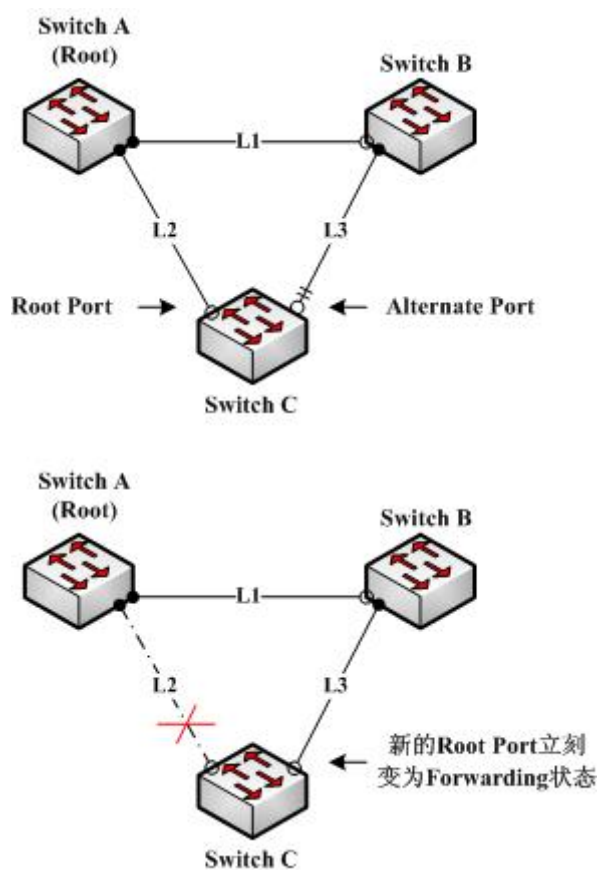 Switch A
(Root)
Switch B
L1
L2
L3
Root Port
Alternate Port
Switch C
Switch A
(Root)
Switch B
L1
L2
L3
新的Root Port立刻
变为Forwarding状态
Switch C